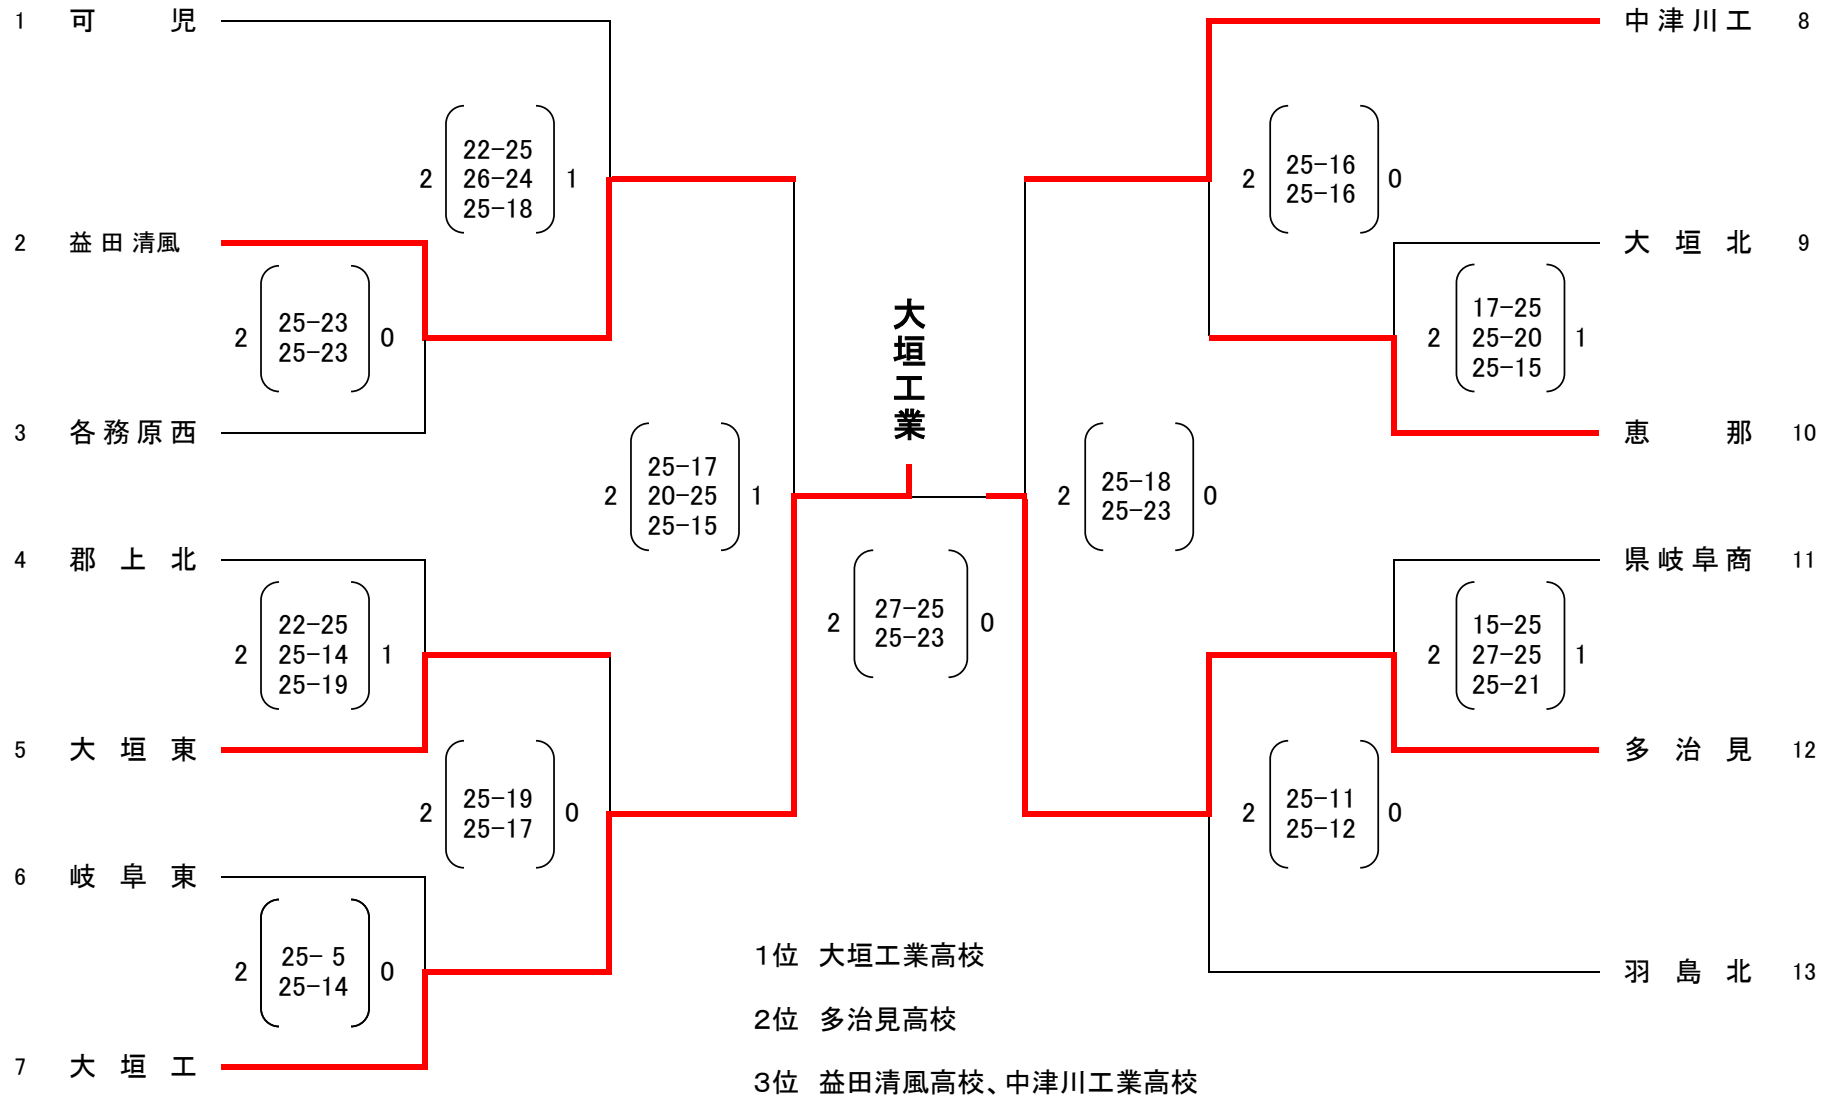 1 可 児
2 益田清風
3 各務原西
4 郡上北
5 大垣東
6 岐阜東
7 大垣工
2 22-25 1
26-24
25-18
2 25-23 0
25-23
2 22-25 1
25-14
25-19
2 25-19 0
25-17
2 25- 5 0
25-14
2 25-17 1
20-25
25-15
大垣工業
2 27-25 0
25-23
2 25-18 0
25-23
2 25-16 0
25-16
2 17-25 1
25-20
25-15
2 15-25 1
27-25
25-21
2 25-11 0
25-12
中津川工 8
大垣北 9
恵 那 10
県岐阜商 11
多治見 12
羽島北 13
1位 大垣工業高校
2位 多治見高校
3位 益田清風高校、中津川工業高校